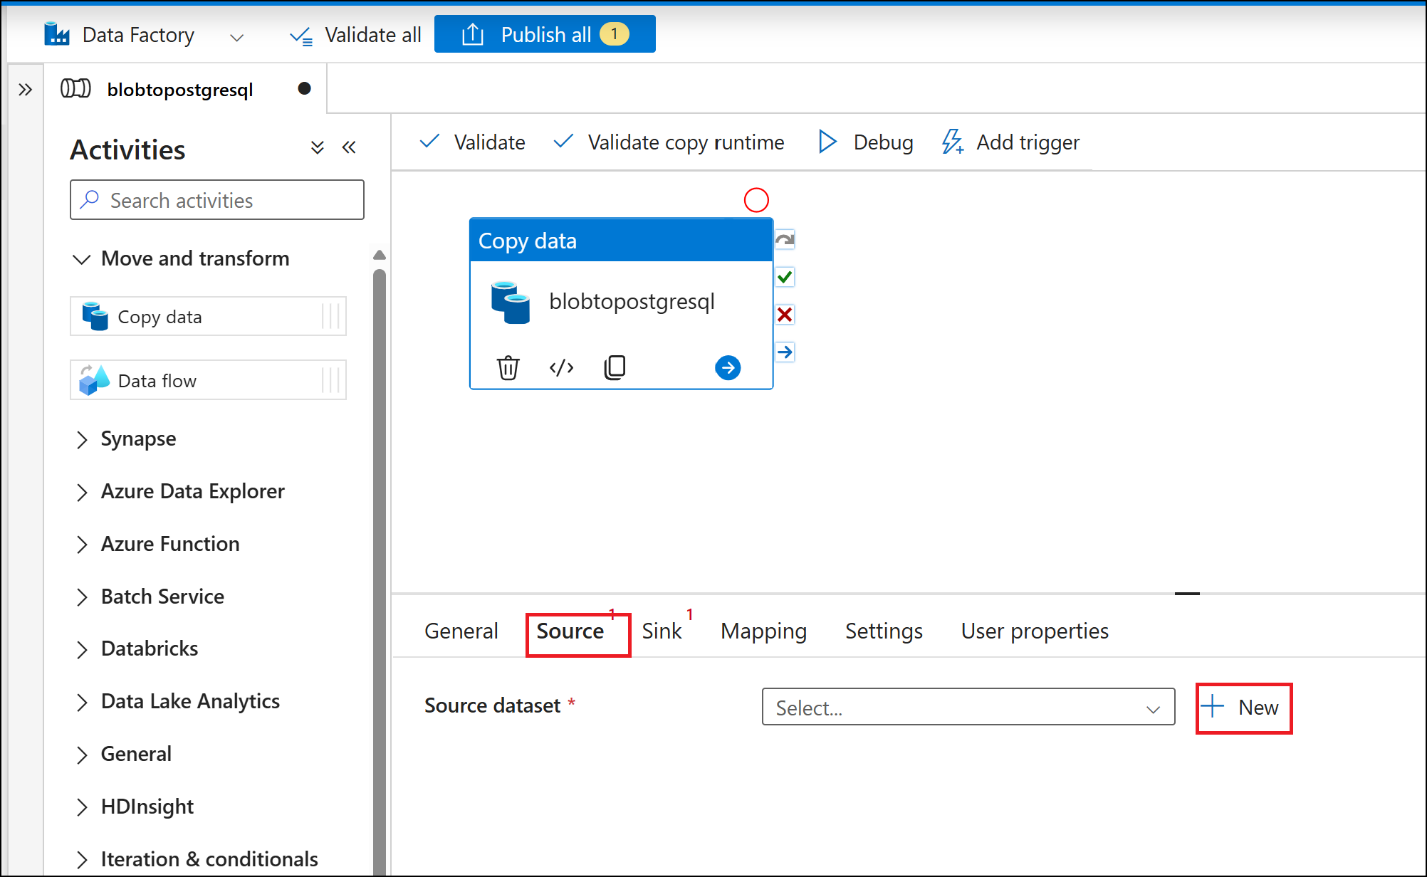 Data Factory
Validate all
Publish all 1
blobtopostgresql
Activities
Search activities
Move and transform
Copy data
Data flow
Synapse
Azure Data Explorer
Azure Function
Batch Service
Databricks
Data Lake Analytics
General
HDInsight
Iteration & conditionals
Validate
Validate copy runtime
Debug
Add trigger
Copy data
blobtopostgresql
General
Source 1
Sink 1
Mapping
Settings
User properties
Source dataset *
Select...
New